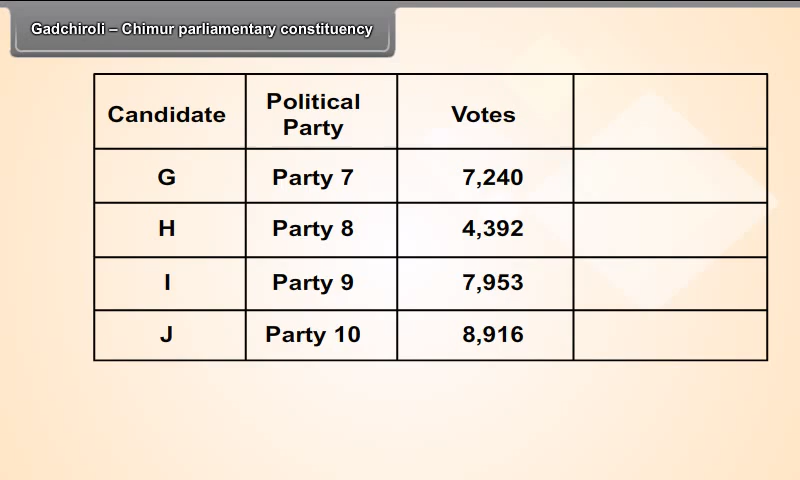 Gadchiroli – Chimur parliamentary constituency
Candidate Political Party Votes
G Party 7 7,240
H Party 8 4,392
I Party 9 7,953
J Party 10 8,916